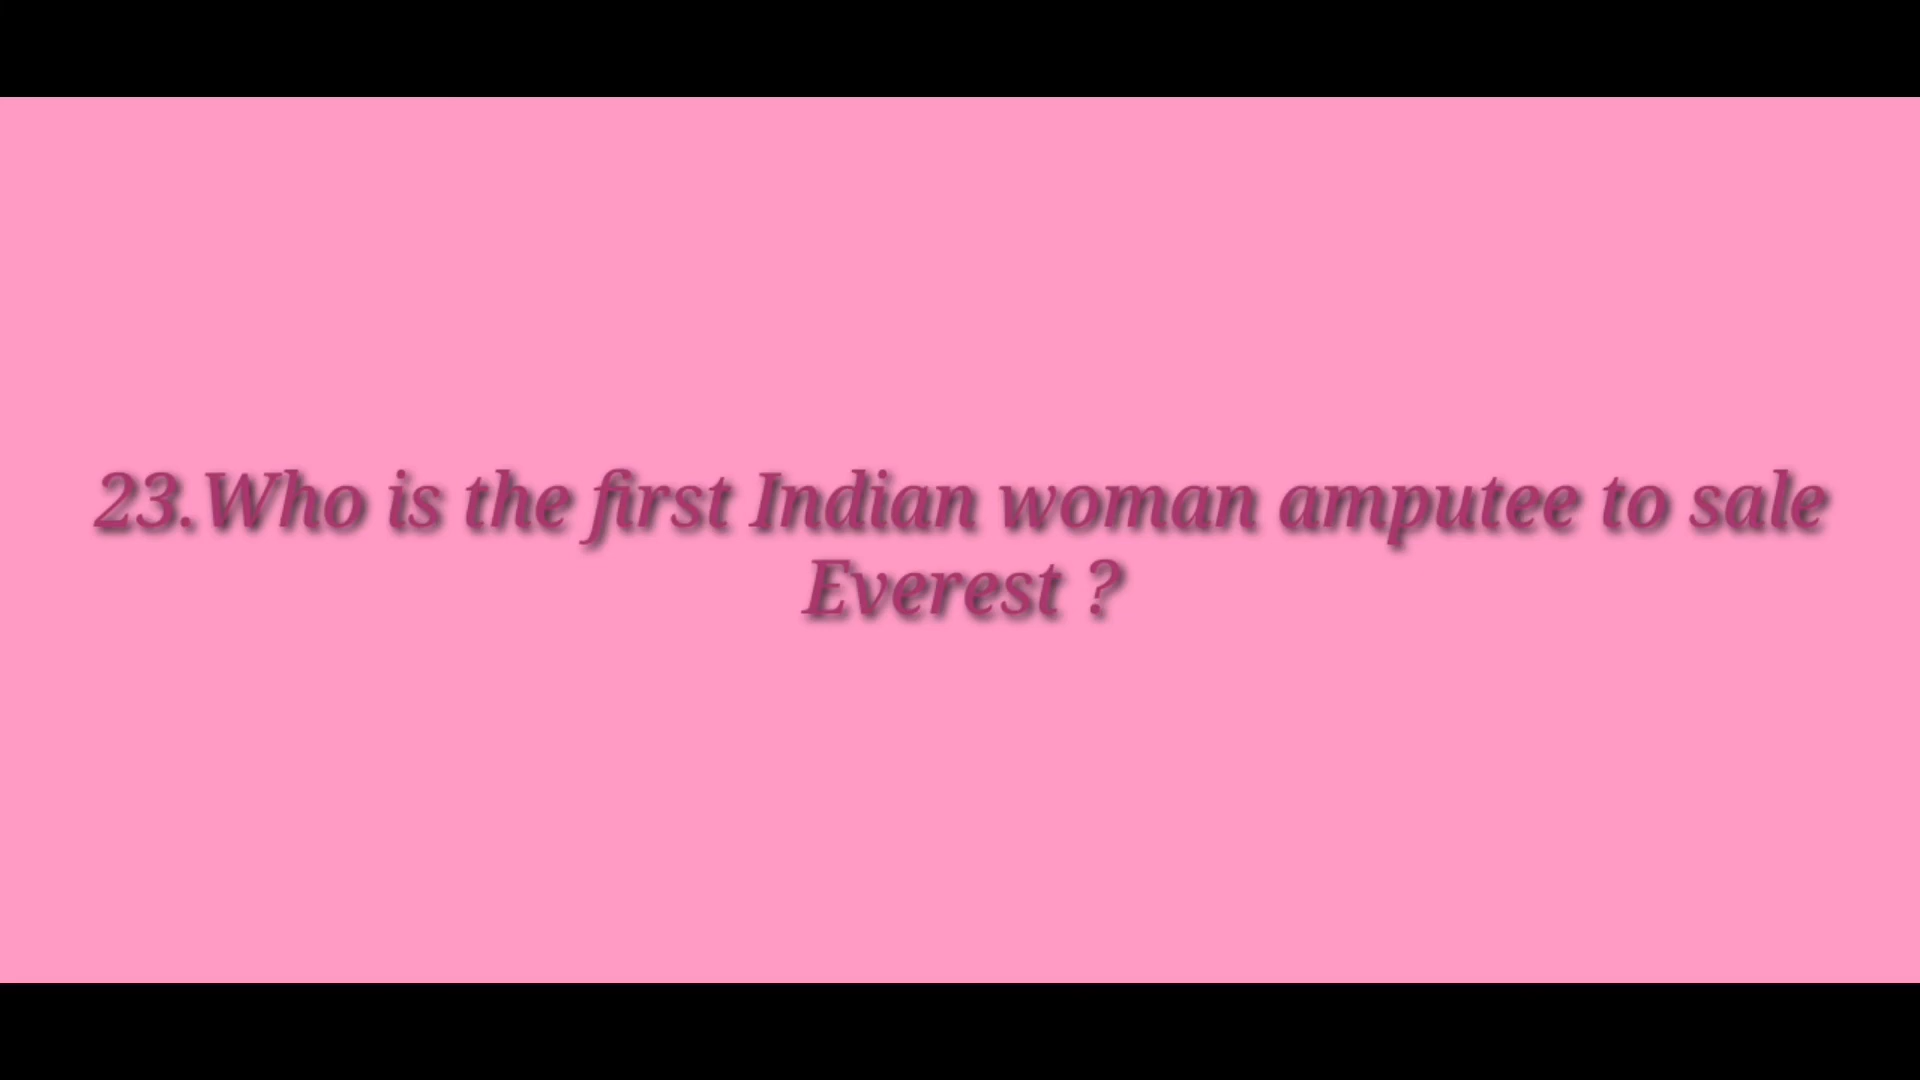 23.Who is the first Indian woman amputee to sale
Everest ?